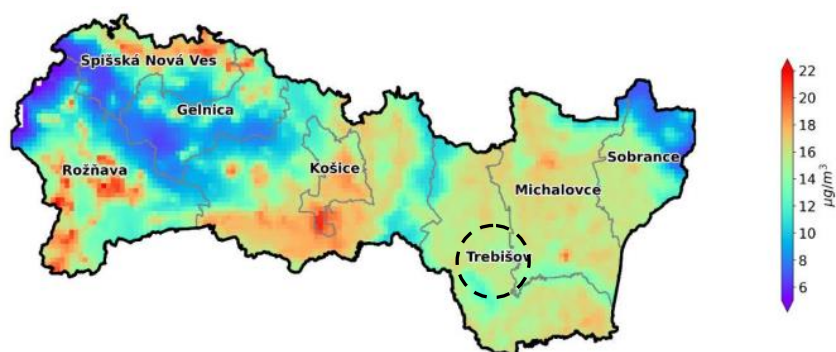 Spišská Nová Ves
Gelnica
Rožňava
Košice
Sobrance
Michalovce
Trebišov
22
20
18
16
14
12
10
8
6
µg/m³